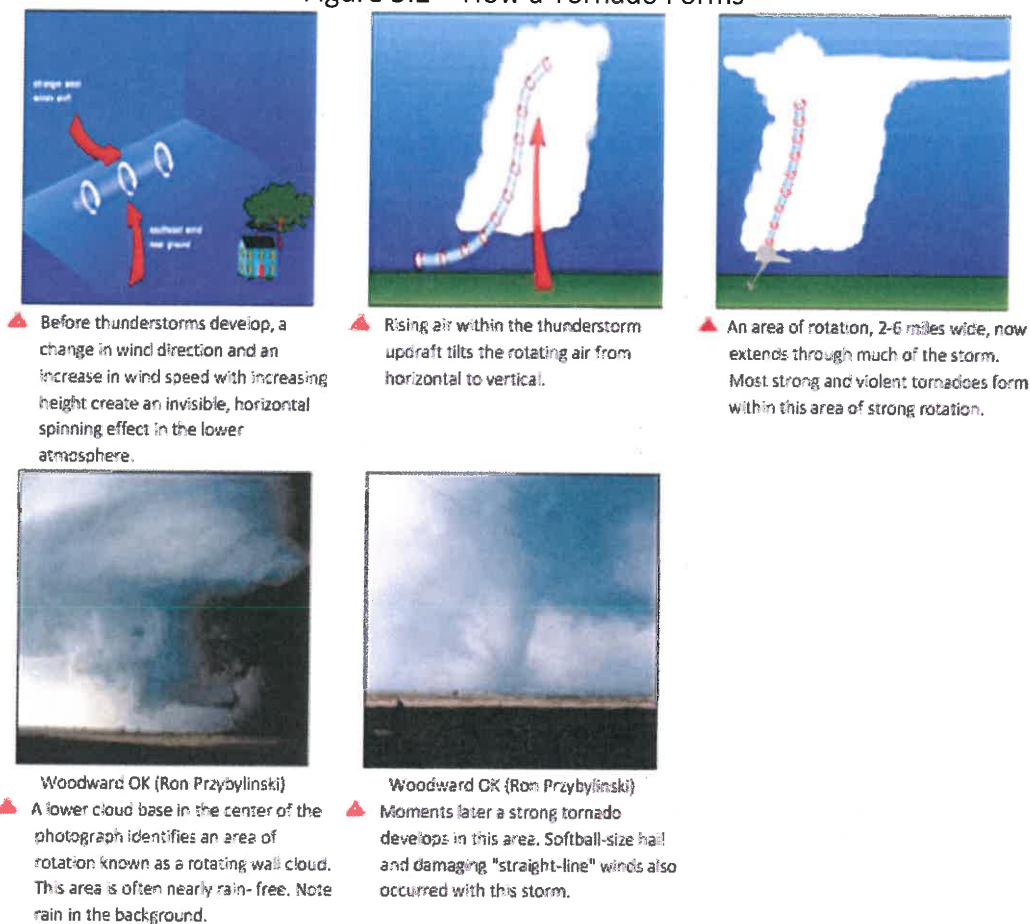 Before thunderstorms develop, a
change in wind direction and an
increase in wind speed with increasing
height create an invisible, horizontal
spinning effect in the lower
atmosphere.
Rising air within the thunderstorm
updraft tilts the rotating air from
horizontal to vertical.
An area of rotation, 2-6 miles wide, now
extends through much of the storm.
Most strong and violent tornadoes form
within this area of strong rotation.
Woodward OK (Ron Przybylinski)
A lower cloud base in the center of the
photograph identifies an area of
rotation known as a rotating wall cloud.
This area is often nearly rain- free. Note
rain in the background.
Woodward OK (Ron Przybylinski)
Moments later a strong tornado
develops in this area. Softball-size hail
and damaging "straight-line" winds also
occurred with this storm.